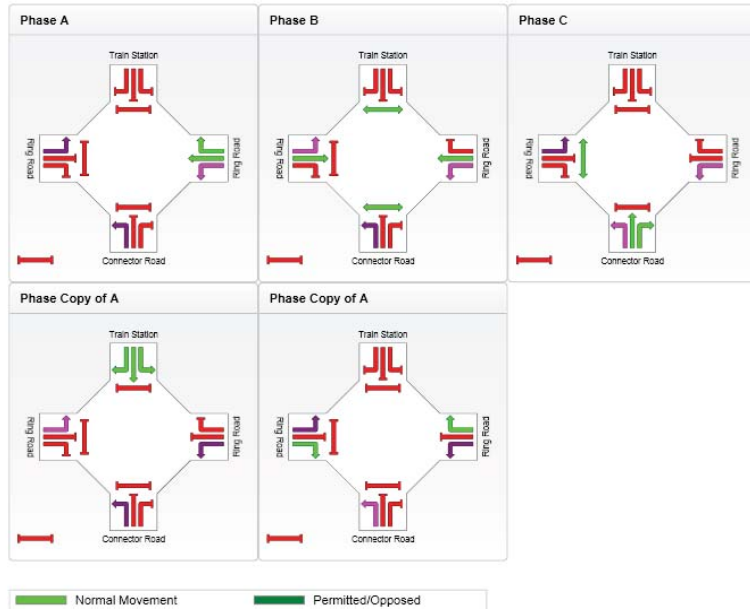 Phase A
Train Station
Ring Road
Ring Road
Connector Road
Phase B
Train Station
Ring Road
Ring Road
Connector Road
Phase C
Train Station
Ring Road
Ring Road
Connector Road
Phase Copy of A
Train Station
Ring Road
Ring Road
Connector Road
Phase Copy of A
Train Station
Ring Road
Ring Road
Connector Road
Normal Movement
Permitted/Opposed